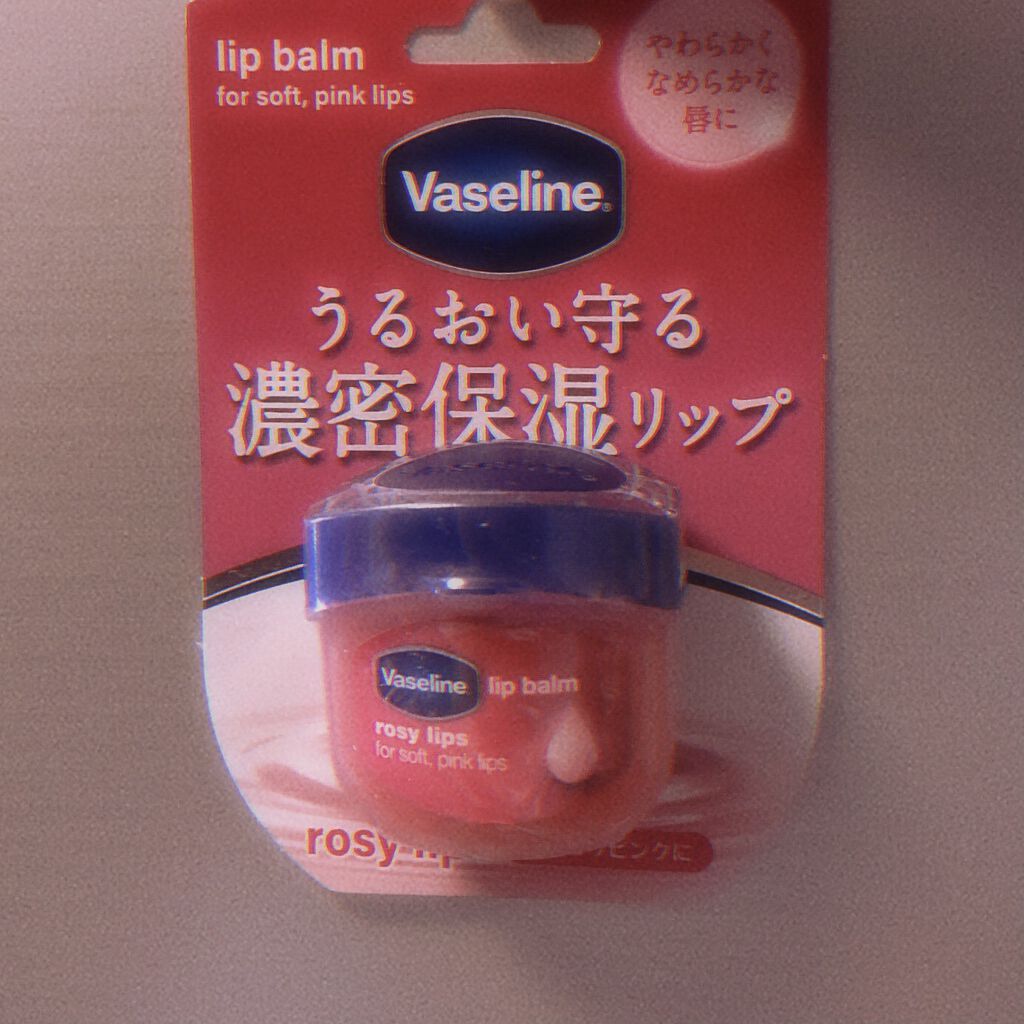 lip balm
for soft, pink lips
やわらかく
なめらかな
唇に
Vaseline®
うるおい守る
濃密保湿リップ
Vaseline lip balm
rosy lips
for soft, pink lips
rosy
ピンクに